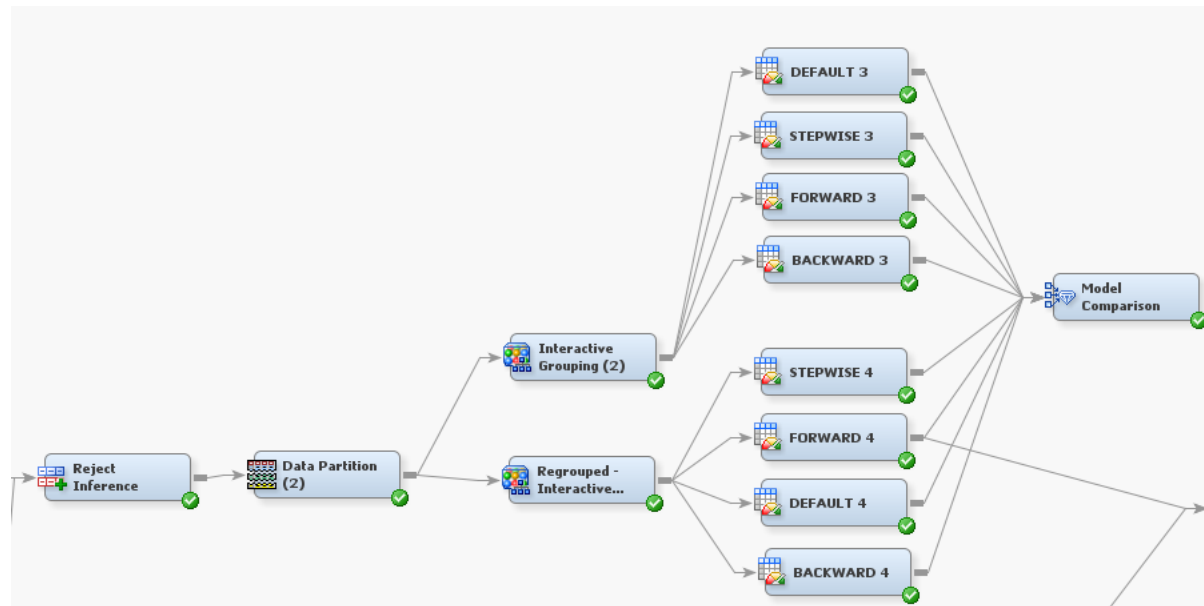 DEFAULT 3
STEPWISE 3
FORWARD 3
BACKWARD 3
Model
Comparison
Interactive
Grouping (2)
STEPWISE 4
FORWARD 4
Reject
Inference
Data Partition
(2)
Regrouped -
Interactive...
DEFAULT 4
BACKWARD 4